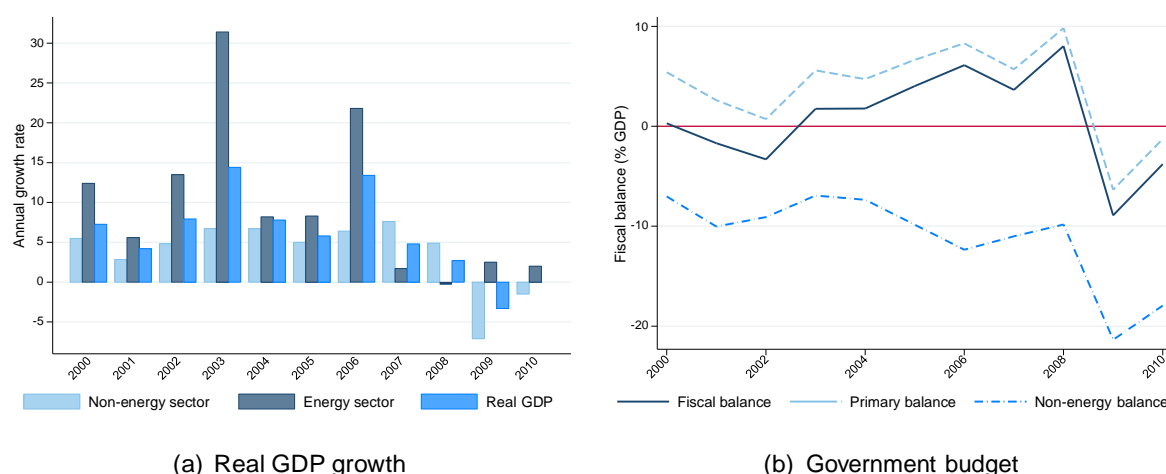 Annual growth rate
30
25
20
15
10
5
0
-5
2000 2001 2002 2003 2004 2005 2006 2007 2008 2009 2010
Non-energy sector Energy sector Real GDP
(a) Real GDP growth
Fiscal balance (% GDP)
10
0
-10
-20
2000 2002 2004 2006 2008 2010
Fiscal balance Primary balance Non-energy balance
(b) Government budget